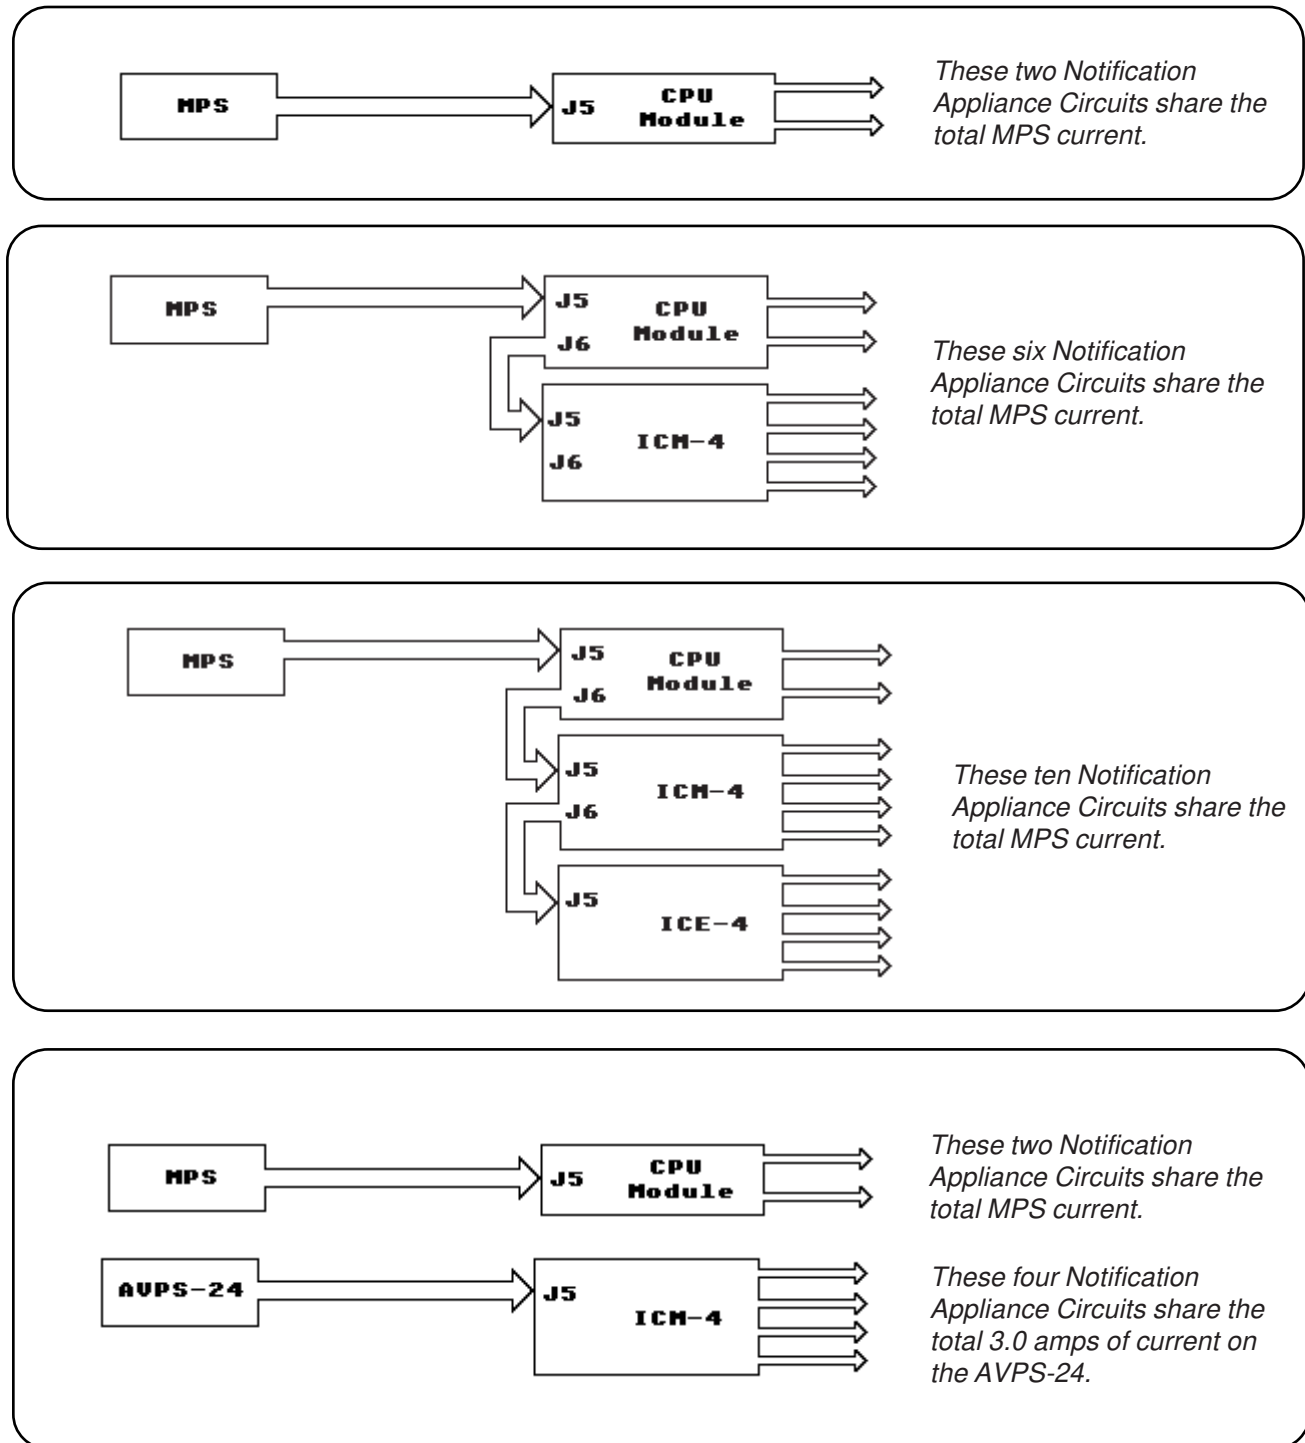 MPS
J5
CPU
Module
These two Notification
Appliance Circuits share the
total MPS current.
MPS
J5
CPU
Module
J6
J5
ICM-4
J6
These six Notification
Appliance Circuits share the
total MPS current.
MPS
J5
CPU
Module
J6
J5
ICM-4
J6
J5
ICE-4
These ten Notification
Appliance Circuits share the
total MPS current.
MPS
J5
CPU
Module
These two Notification
Appliance Circuits share the
total MPS current.
AVPS-24
J5
ICM-4
These four Notification
Appliance Circuits share the
total 3.0 amps of current on
the AVPS-24.